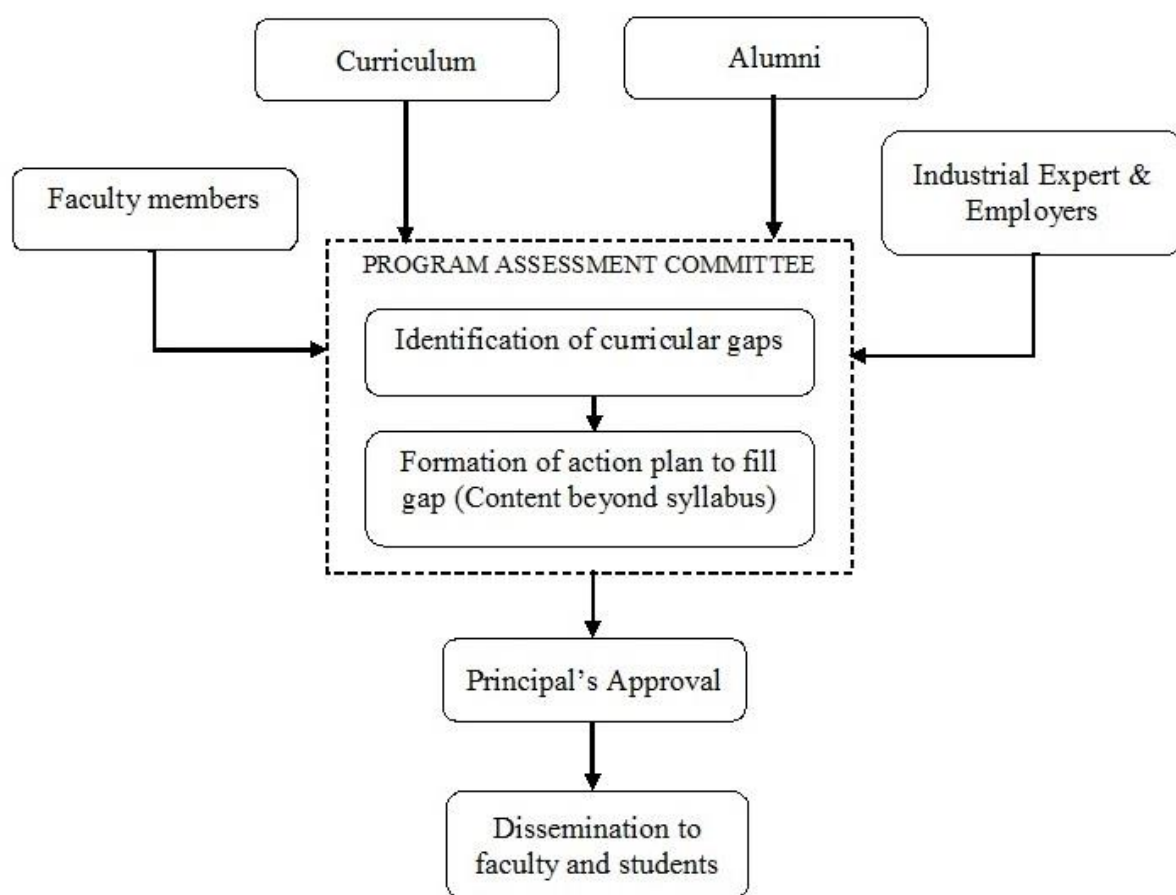 Curriculum
Alumni
Faculty members
Industrial Expert &
Employers
PROGRAM ASSESSMENT COMMITTEE
Identification of curricular gaps
Formation of action plan to fill
gap (Content beyond syllabus)
Principal’s Approval
Dissemination to
faculty and students